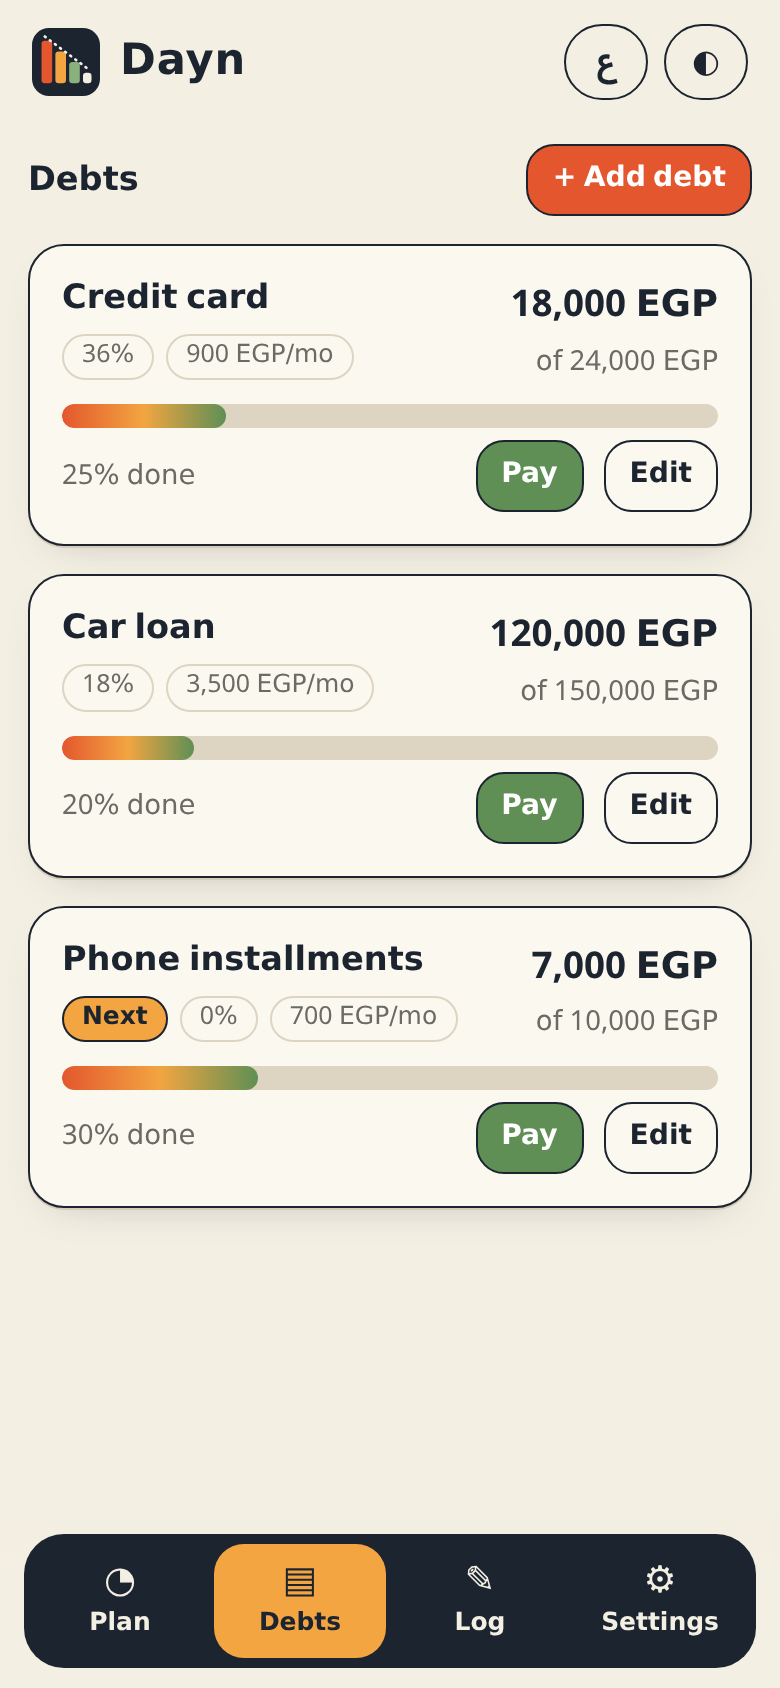 Dayn
ع
Debts
+ Add debt
Credit card
18,000 EGP
36%
900 EGP/mo
of 24,000 EGP
25% done
Pay
Edit
Car loan
120,000 EGP
18%
3,500 EGP/mo
of 150,000 EGP
20% done
Pay
Edit
Phone installments
7,000 EGP
Next
0%
700 EGP/mo
of 10,000 EGP
30% done
Pay
Edit
Plan
Debts
Log
Settings